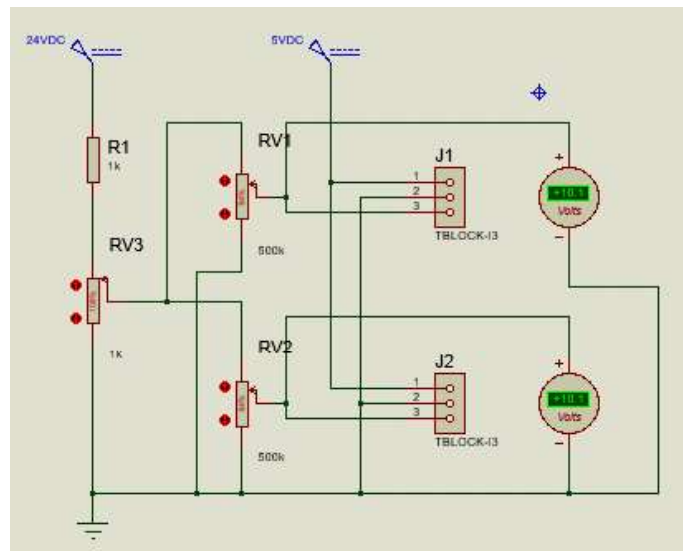 24VDC
5VDC
R1
1k
RV1
J1
1
2
3
TBLOCK-I3
500k
+10.1
Volts
RV3
1K
RV2
J2
1
2
3
TBLOCK-I3
500k
+10.1
Volts